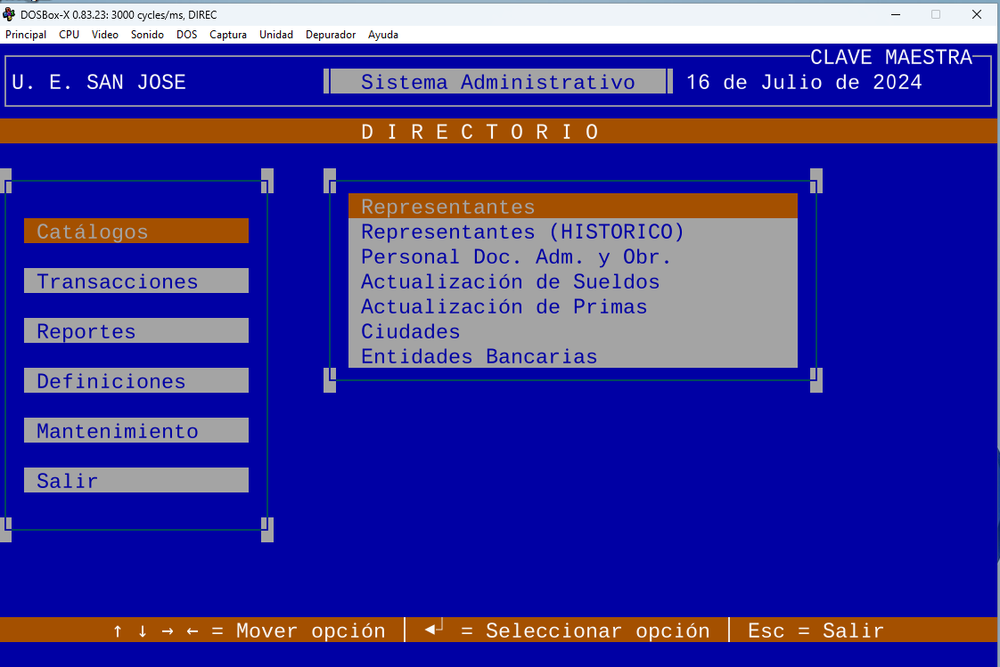 DOSBox-X 0.83.23: 3000 cycles/ms, DIREC
Principal CPU Video Sonido DOS Captura Unidad Depurador Ayuda
CLAVE MAESTRA
U. E. SAN JOSE Sistema Administrativo 16 de Julio de 2024
D I R E C T O R I O
Catálogos
Transacciones
Reportes
Definiciones
Mantenimiento
Salir
Representantes
Representantes (HISTORICO)
Personal Doc. Adm. y Obr.
Actualización de Sueldos
Actualización de Primas
Ciudades
Entidades Bancarias
↑ ↓ → ← = Mover opción │ ◄┘ = Seleccionar opción │ Esc = Salir